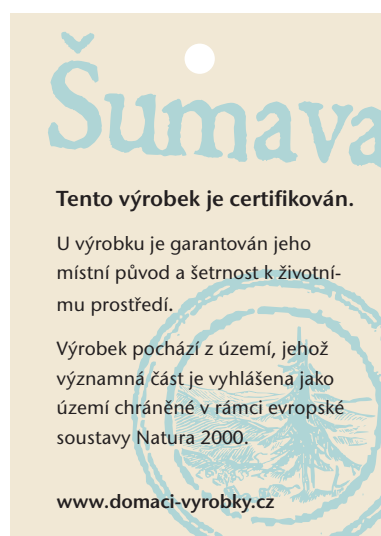 Šumava
Tento výrobek je certifikován.
U výrobku je garantován jeho
místní původ a šetrnost k životní-
mu prostředí.
Výrobek pochází z území, jehož
významná část je vyhlášena jako
území chráněné v rámci evropské
soustavy Natura 2000.
www.domaci-vyrobky.cz